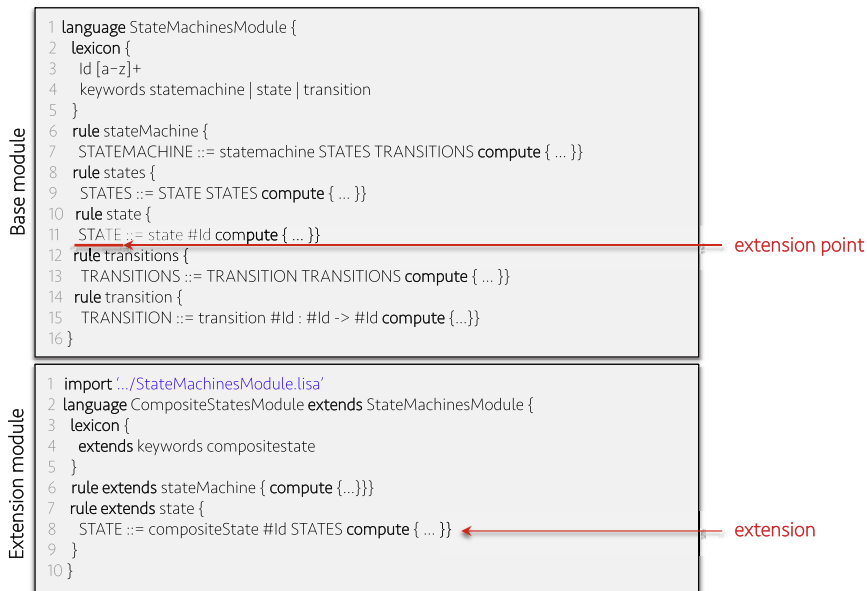 Base module
1 language StateMachinesModule {
2 lexicon {
3 Id [a-z]+
4 keywords statemachine | state | transition
5 }
6 rule stateMachine {
7 STATEMACHINE ::= statemachine STATES TRANSITIONS compute { ... }}
8 rule states {
9 STATES ::= STATE STATES compute { ... }}
10 rule state {
11 STATE ::= state #Id compute { ... }}
extension point
12 rule transitions {
13 TRANSITIONS ::= TRANSITION TRANSITIONS compute { ... }}
14 rule transition {
15 TRANSITION ::= transition #Id : #Id -> #Id compute {...}}
16 }
Extension module
1 import '.../StateMachinesModule.lisa'
2 language CompositeStatesModule extends StateMachinesModule {
3 lexicon {
4 extends keywords compositestate
5 }
6 rule extends stateMachine { compute {...}}}
7 rule extends state {
8 STATE ::= compositeState #Id STATES compute { ... }}
extension
9 }
10 }